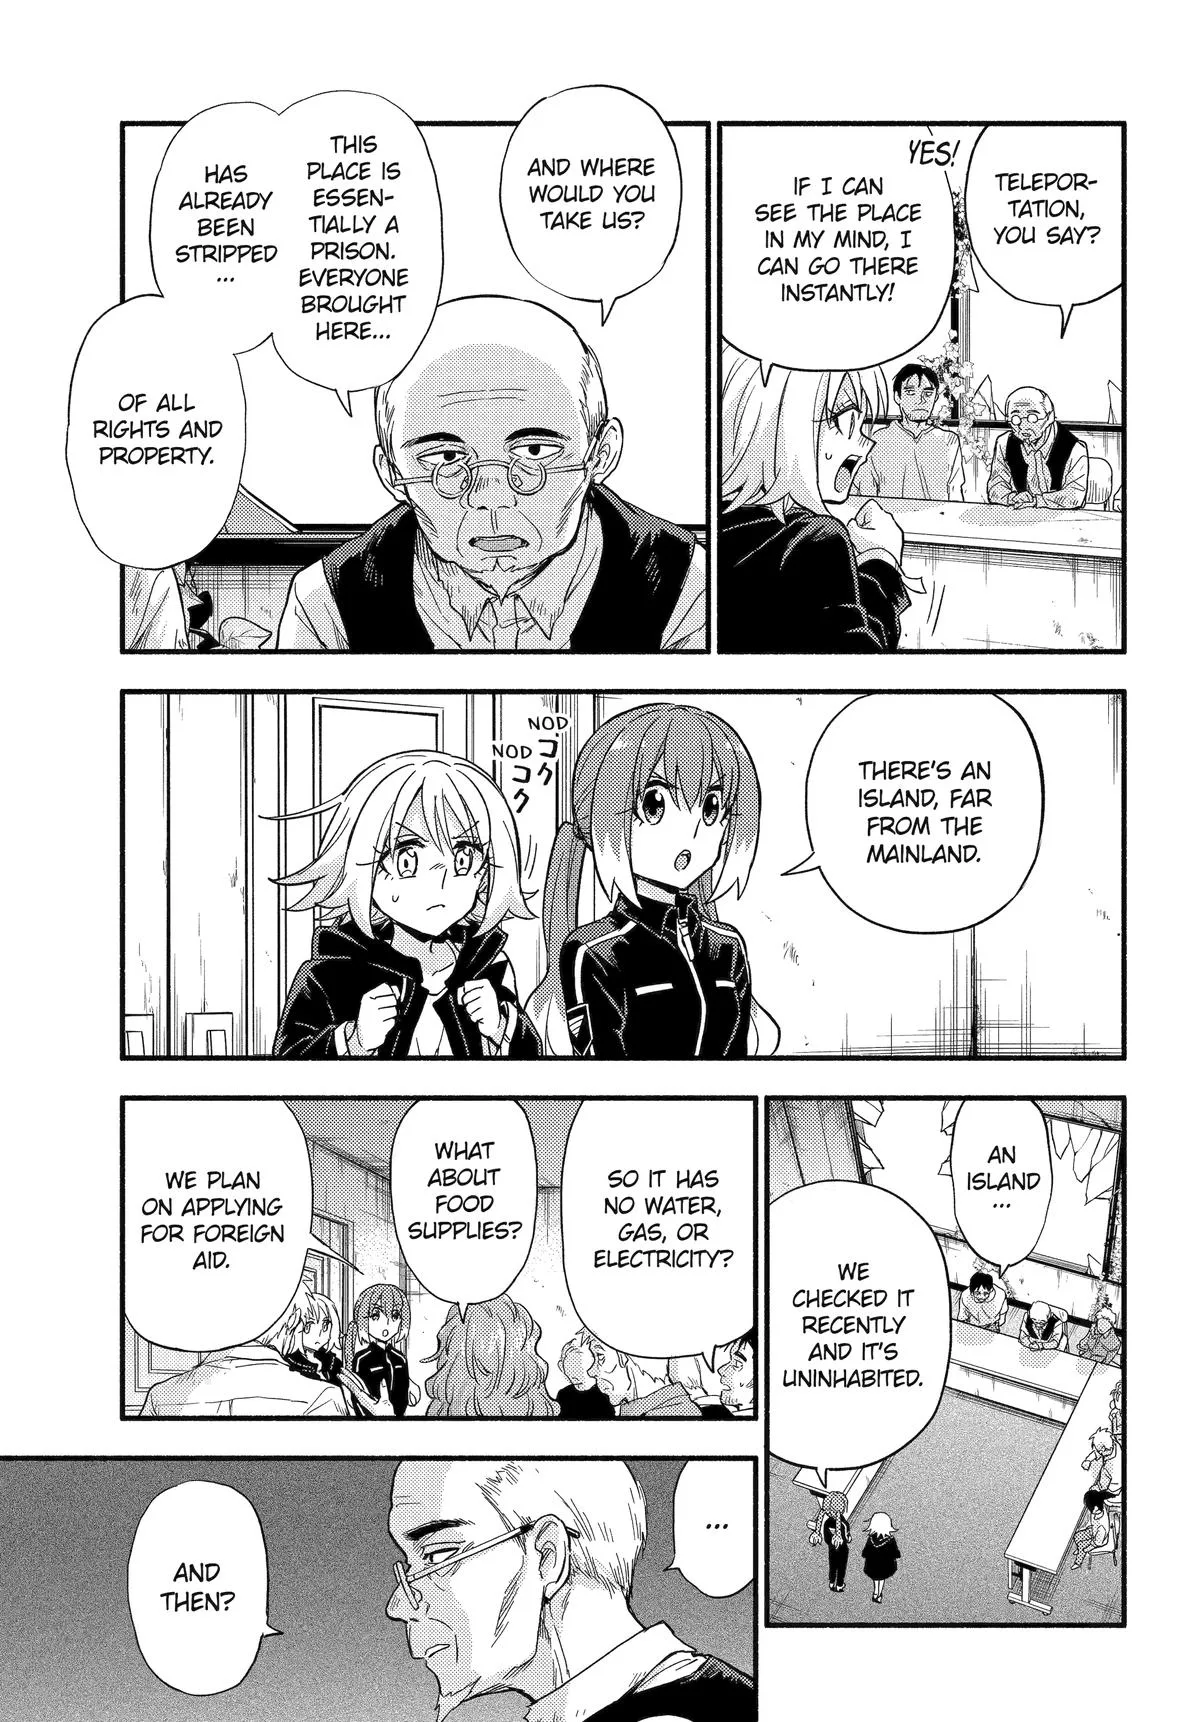 TELEPOR-
TATION,
YOU SAY?
YES!
IF I CAN
SEE THE PLACE
IN MY MIND, I
CAN GO THERE
INSTANTLY!
AND WHERE
WOULD YOU
TAKE US?
THIS
PLACE IS
ESSEN-
TIALLY A
PRISON.
EVERYONE
BROUGHT
HERE...
HAS
ALREADY
BEEN
STRIPPED
...
OF ALL
RIGHTS AND
PROPERTY.
THERE'S AN
ISLAND, FAR
FROM THE
MAINLAND.
NOD
コク
NOD
コク
AN
ISLAND
...
WE
CHECKED IT
RECENTLY
AND IT'S
UNINHABITED.
SO IT HAS
NO WATER,
GAS, OR
ELECTRICITY?
WHAT
ABOUT
FOOD
SUPPLIES?
WE PLAN
ON APPLYING
FOR FOREIGN
AID.
...
AND
THEN?